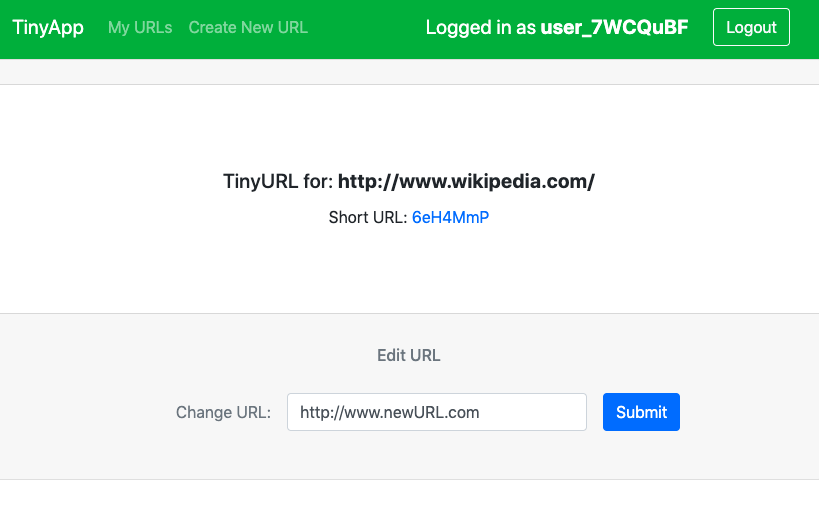 TinyApp My URLs Create New URL Logged in as user_7WCQuBF Logout
TinyURL for: http://www.wikipedia.com/
Short URL: 6eH4MmP
Edit URL
Change URL: http://www.newURL.com Submit